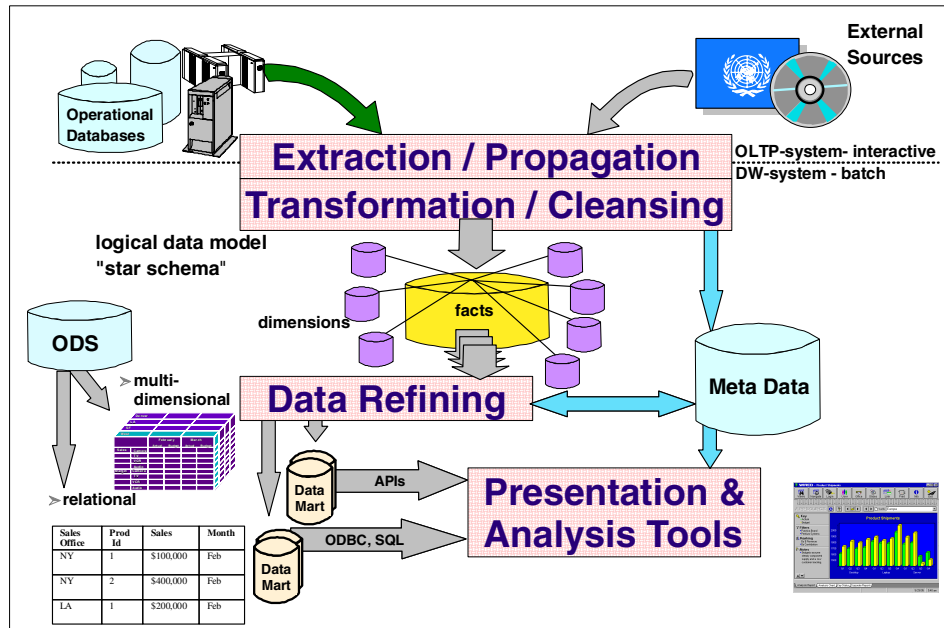 External
Sources
Operational
Databases
Extraction / Propagation
OLTP-system- interactive
DW-system - batch
Transformation / Cleansing
logical data model
"star schema"
dimensions
facts
ODS
multi-
dimensional
February
March
relational
Data Refining
Meta Data
Data
Mart
APIs
Data
Mart
ODBC, SQL
Presentation &
Analysis Tools
Sales Office Prod Id Sales Month
NY 1 $100,000 Feb
NY 2 $400,000 Feb
LA 1 $200,000 Feb
Product Shipments